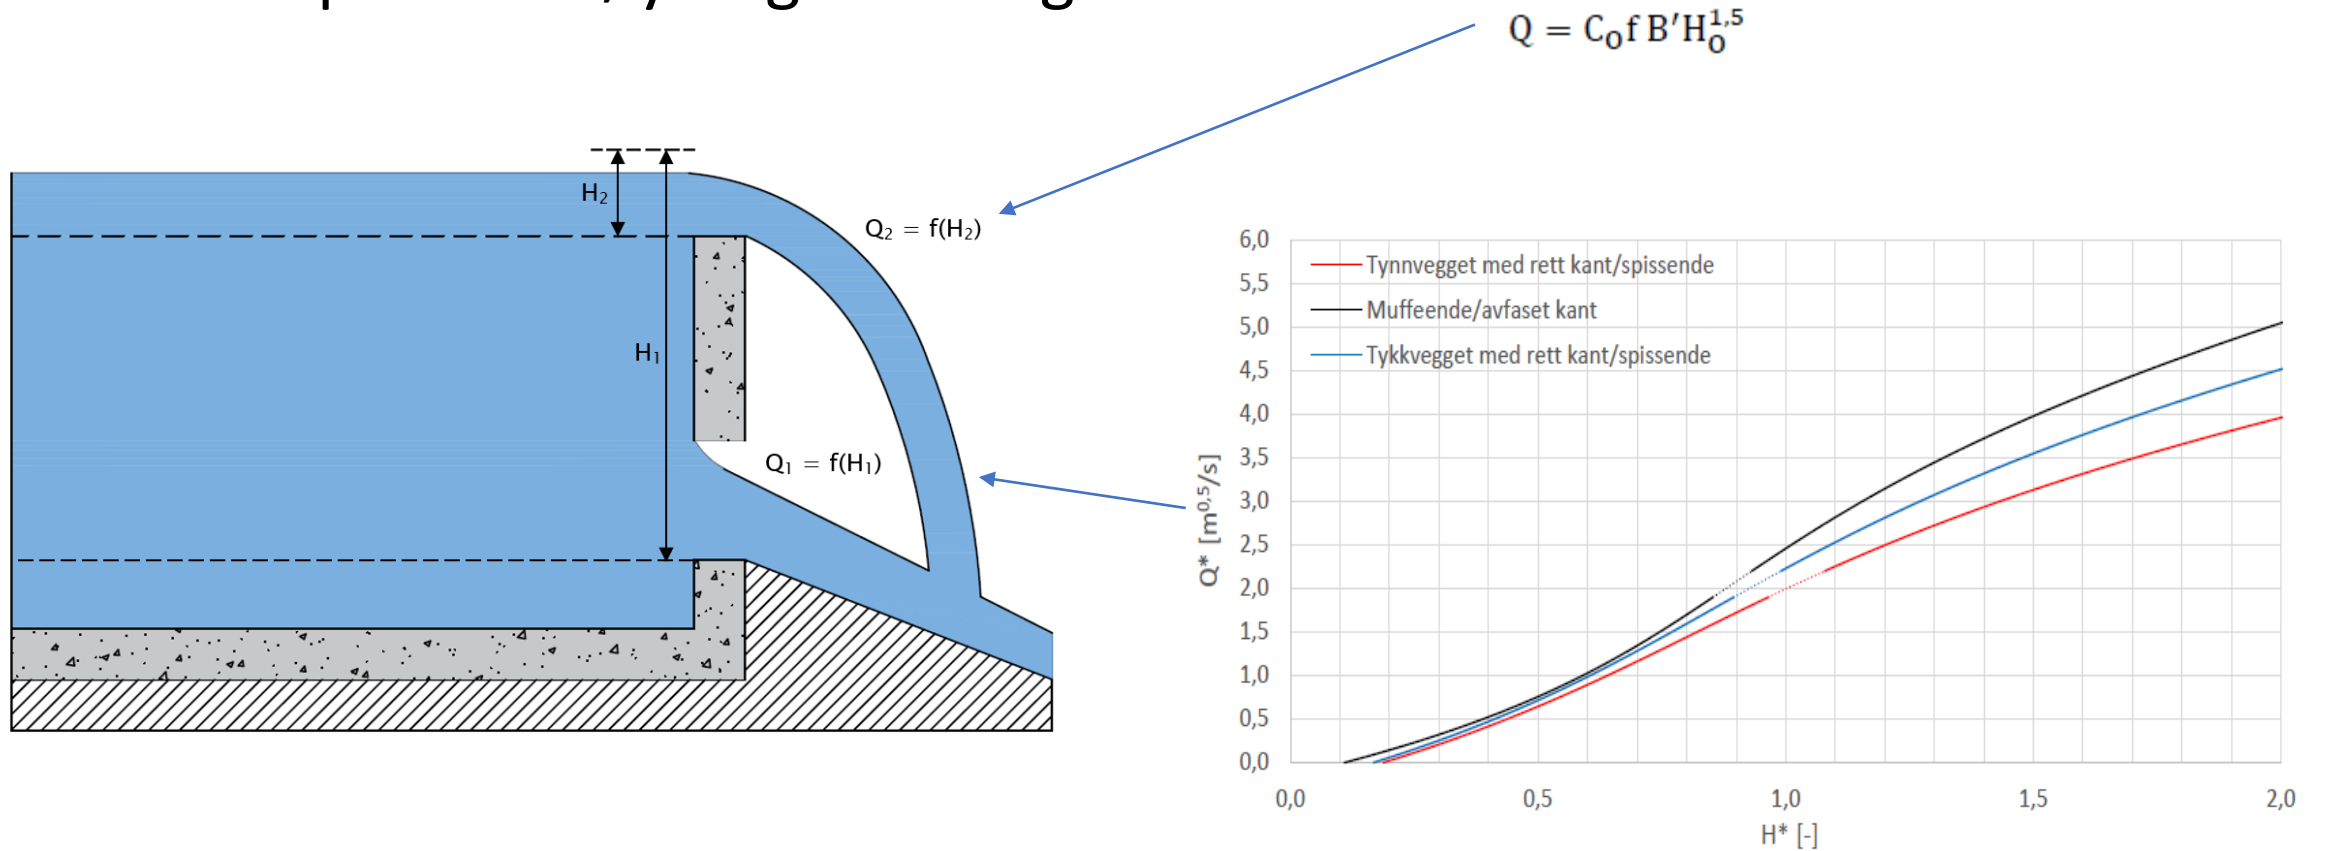 Q = C₀f B′H₀^1,5
H₂
Q₂ = f(H₂)
H₁
Q₁ = f(H₁)
Tynnvegget med rett kant/spissende
Muffeende/avfaset kant
Tykkvegget med rett kant/spissende
6,0
5,5
5,0
4,5
4,0
3,5
3,0
2,5
2,0
1,5
1,0
0,5
0,0
Q* [m^0,5/s]
0,0 0,5 1,0 1,5 2,0
H* [-]